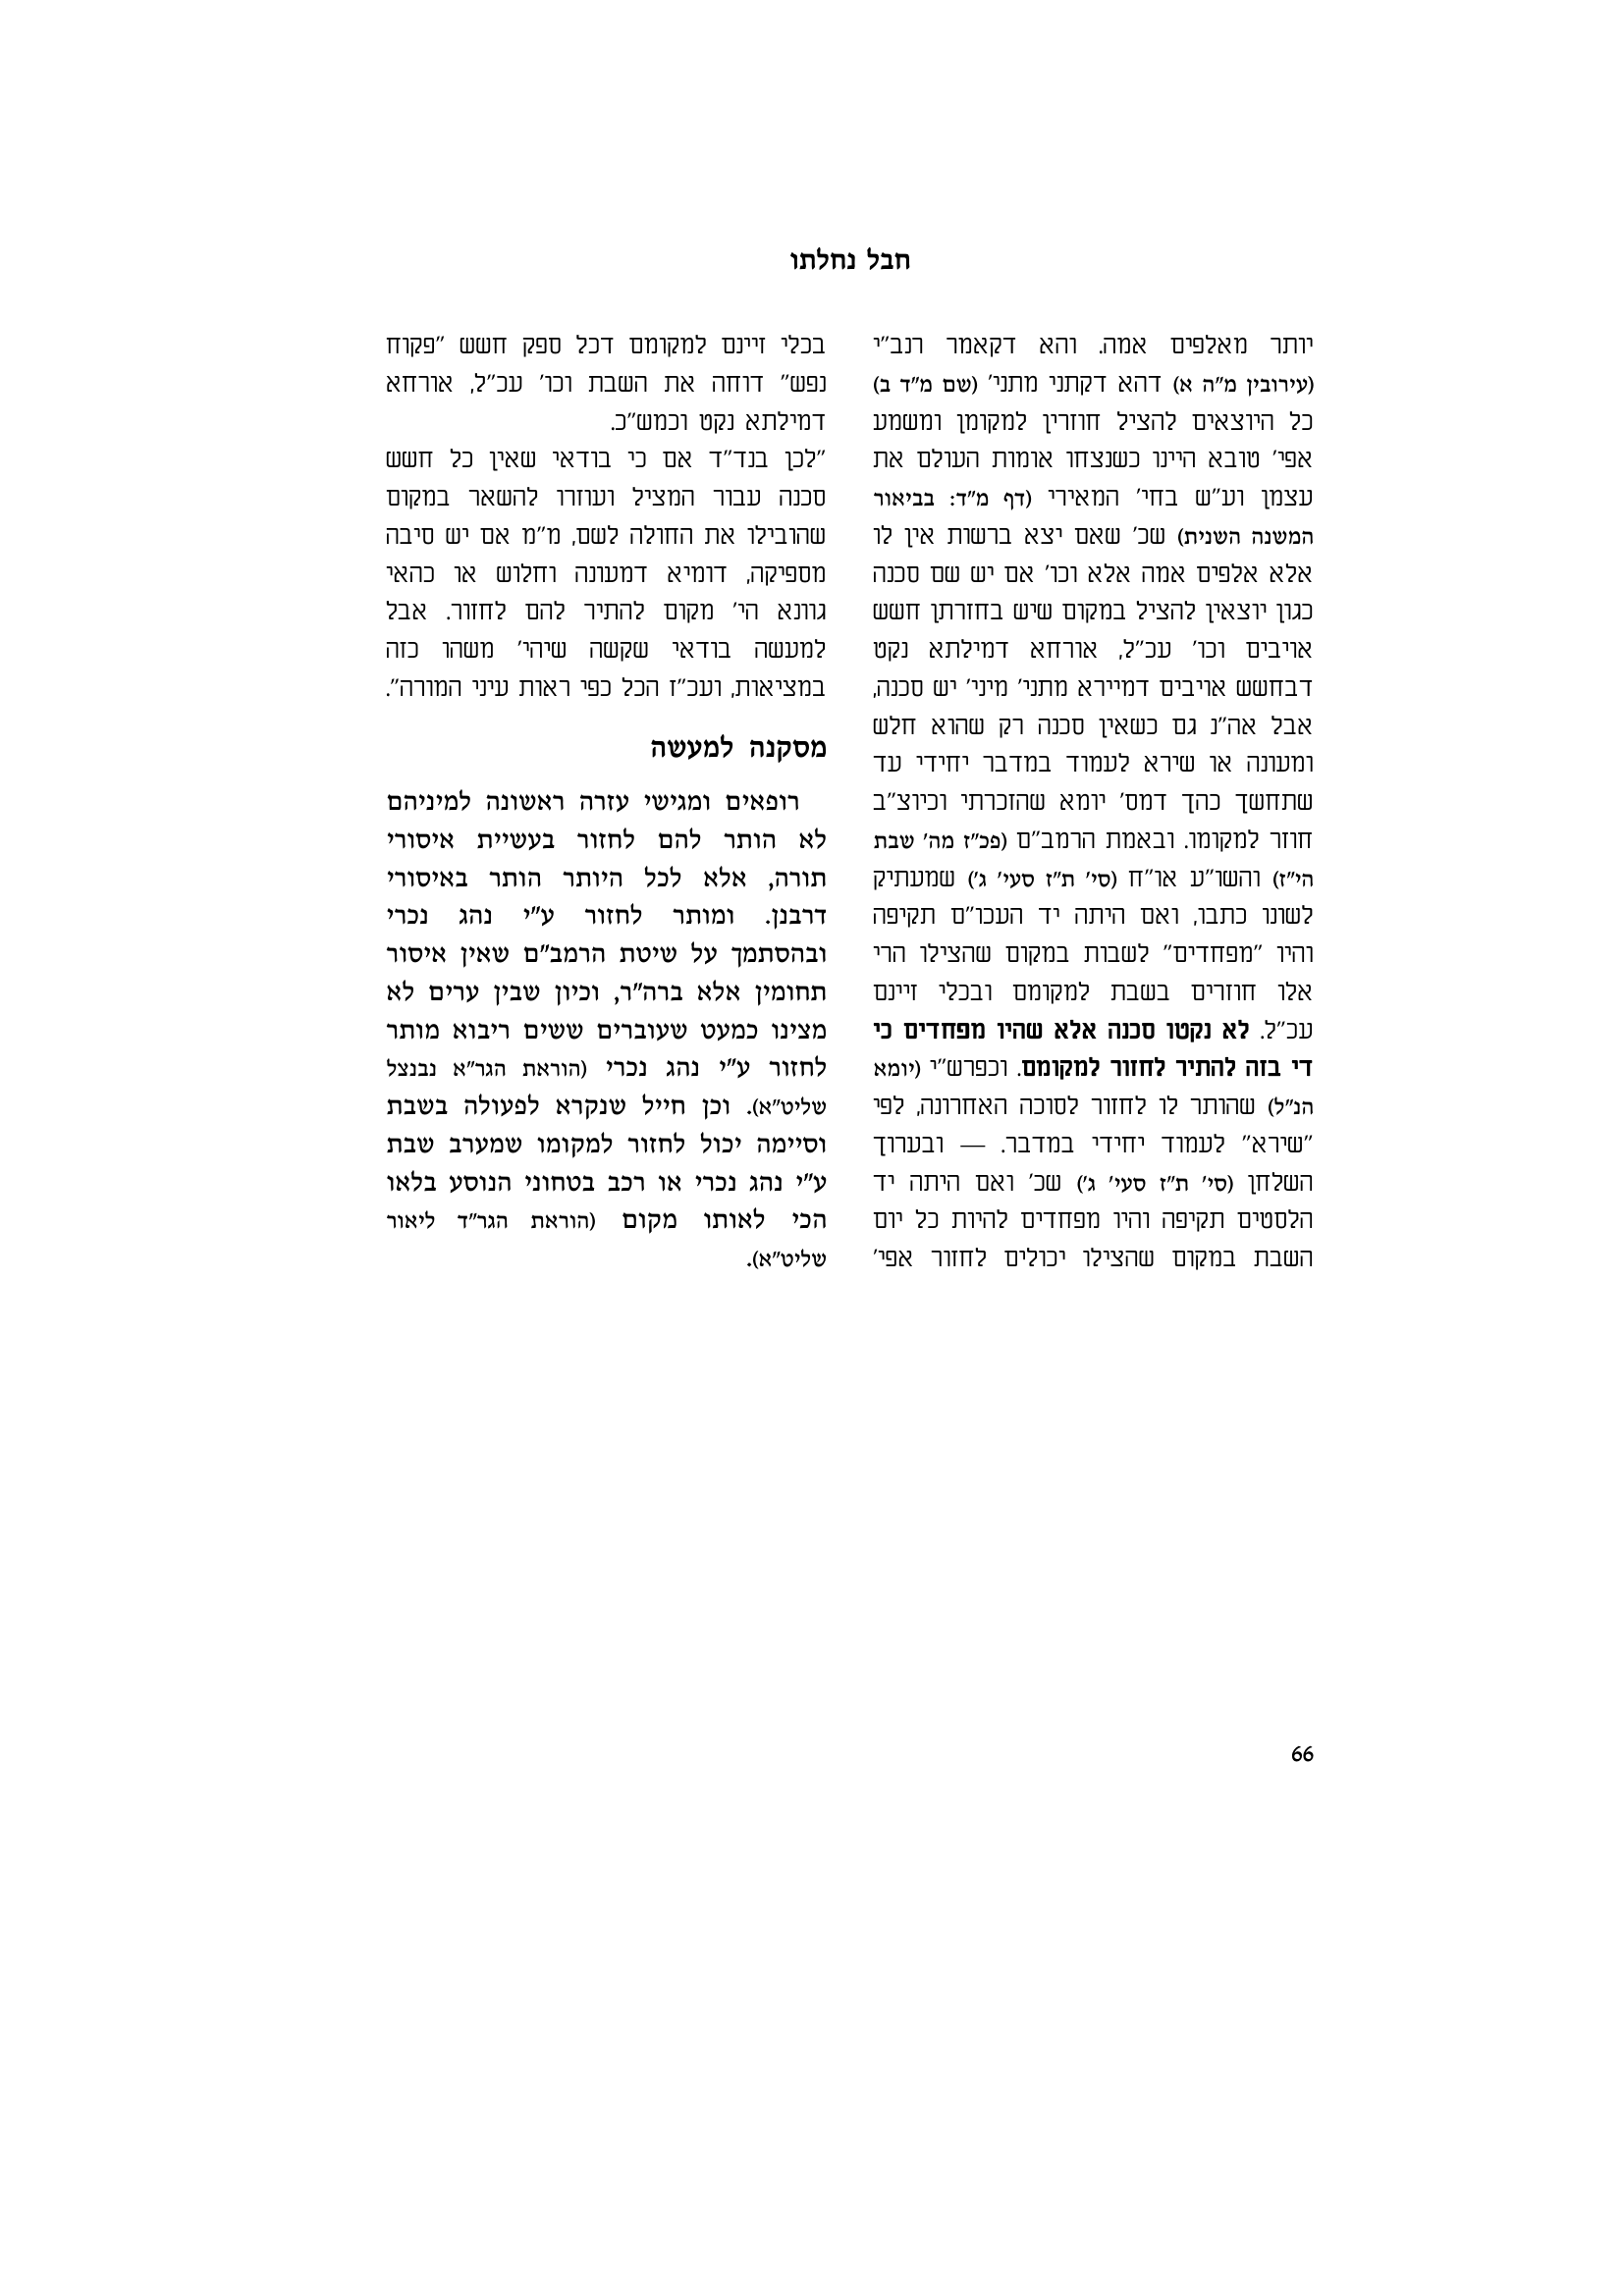 חבל נחלתו
יותר מאלפים אמה. והא דקאמר רנב"י
(עירובין מ"ה א) דהא דקתני מתני' (שם מ"ד ב)
כל היוצאים להציל חוזרין למקומן ומשמע
אפי' טובא היינו כשנצחו אומות העולם את
עצמן וע"ש בחי' המאירי (דף מ"ד: בביאור
המשנה השנית) שכ' שאם יצא ברשות אין לו
אלא אלפים אמה אלא וכו' אם יש שם סכנה
כגון יוצאין להציל במקום שיש בחזרתן חשש
אויבים וכו' עכ"ל, אורחא דמילתא נקט
דבחשש אויבים דמיירא מתני' מיני' יש סכנה,
אבל אה"נ גם כשאין סכנה רק שהוא חלש
ומעונה או שירא לעמוד במדבר יחידי עד
שתחשך כהך דמס' יומא שהזכרתי וכיוצ"ב
חוזר למקומו. ובאמת הרמב"ם (פכ"ז מה' שבת
הי"ז) והשו"ע או"ח (סי' ת"ז סעי' ג') שמעתיק
לשונו כתבו, ואם היתה יד העכו"ם תקיפה
והיו "מפחדים" לשבות במקום שהצילו הרי
אלו חוזרים בשבת למקומם ובכלי זיינם
עכ"ל. לא נקטו סכנה אלא שהיו מפחדים כי
די בזה להתיר לחזור למקומם. וכפרש"י (יומא
הנ"ל) שהותר לו לחזור לסוכה האחרונה, לפי
"שירא" לעמוד יחידי במדבר. — ובערוך
השלחן (סי' ת"ז סעי' ג') שכ' ואם היתה יד
הלסטים תקיפה והיו מפחדים להיות כל יום
השבת במקום שהצילו יכולים לחזור אפי'
בכלי זיינם למקומם דכל ספק חשש "פקוח
נפש" דוחה את השבת וכו' עכ"ל, אורחא
דמילתא נקט וכמש"כ.
"לכן בנד"ד אם כי בודאי שאין כל חשש
סכנה עבור המציל ועוזרו להשאר במקום
שהובילו את החולה לשם, מ"מ אם יש סיבה
מספיקה, דומיא דמעונה וחלוש או כהאי
גוונא הי' מקום להתיר להם לחזור. אבל
למעשה בודאי שקשה שיהי' משהו כזה
במציאות, ועכ"ז הכל כפי ראות עיני המורה".
מסקנה למעשה
רופאים ומגישי עזרה ראשונה למיניהם
לא הותר להם לחזור בעשיית איסורי
תורה, אלא לכל היותר הותר באיסורי
דרבנן. ומותר לחזור ע"י נהג נכרי
ובהסתמך על שיטת הרמב"ם שאין איסור
תחומין אלא ברה"ר, וכיון שבין ערים לא
מצינו כמעט שעוברים ששים ריבוא מותר
לחזור ע"י נהג נכרי (הוראת הגר"א נבנצל
שליט"א). וכן חייל שנקרא לפעולה בשבת
וסיימה יכול לחזור למקומו שמערב שבת
ע"י נהג נכרי או רכב בטחוני הנוסע בלאו
הכי לאותו מקום (הוראת הגר"ד ליאור
שליט"א).
66